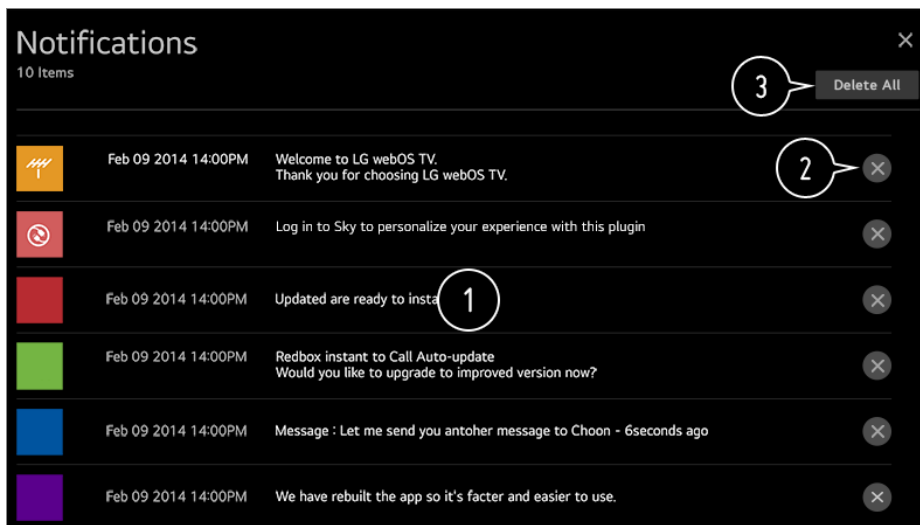 Notifications
10 Items
3
Delete All
Feb 09 2014 14:00PM
Welcome to LG webOS TV.
Thank you for choosing LG webOS TV.
2
Feb 09 2014 14:00PM
Log in to Sky to personalize your experience with this plugin
Feb 09 2014 14:00PM
Updated are ready to insta
1
Feb 09 2014 14:00PM
Redbox instant to Call Auto-update
Would you like to upgrade to improved version now?
Feb 09 2014 14:00PM
Message : Let me send you antoher message to Choon - 6seconds ago
Feb 09 2014 14:00PM
We have rebuilt the app so it's facter and easier to use.